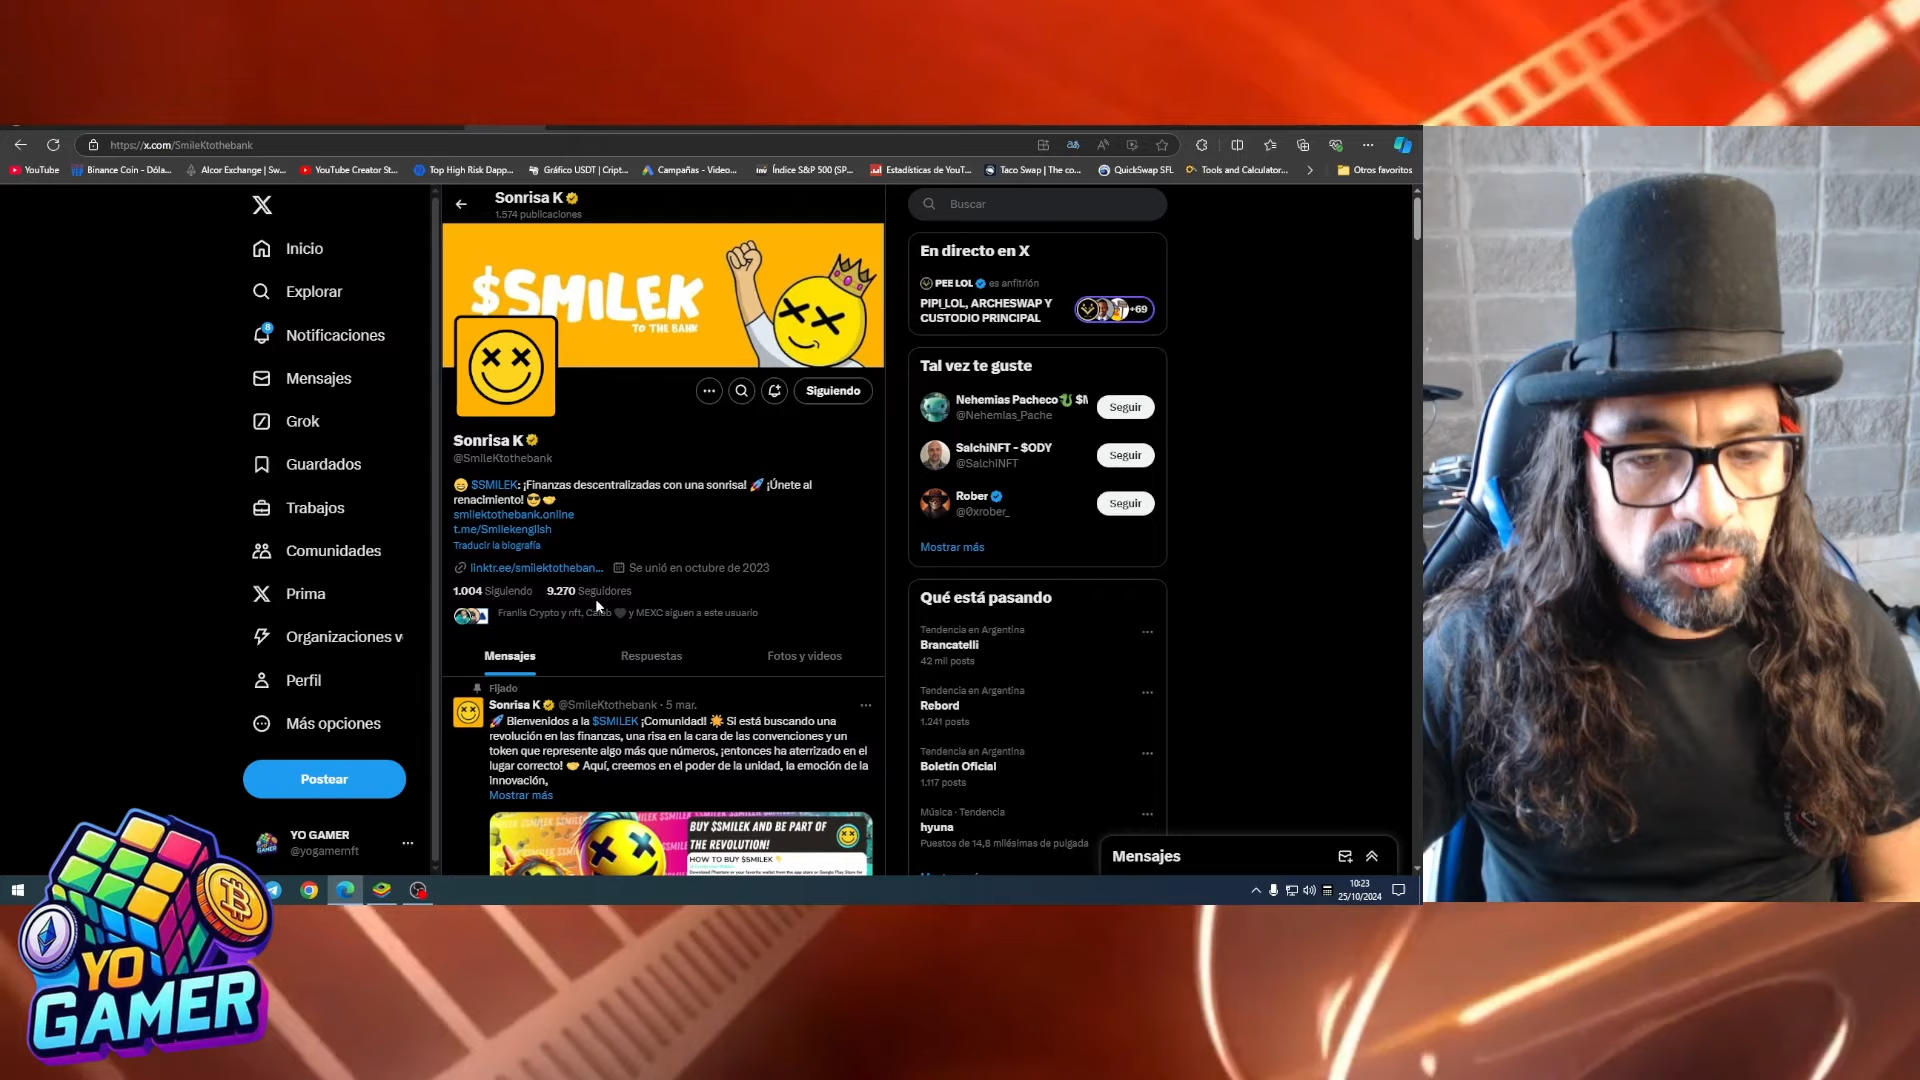 https://x.com/SmileKtothebank
YouTube
Binance Coin - Dóla...
Alcor Exchange | Sw...
YouTube Creator St...
Top High Risk Dapp...
Gráfico USDT | Cript...
Campañas - Video...
Índice S&P 500 (SP...
Estadísticas de YouT...
Taco Swap | The co...
QuickSwap SFL
Tools and Calculator...
Otros favoritos
Inicio
Explorar
8
Notificaciones
Mensajes
Grok
Guardados
Trabajos
Comunidades
Prima
Organizaciones v
Perfil
Más opciones
Postear
YO GAMER
@yogamernft
Sonrisa K
1.574 publicaciones
$SMILEK
TO THE BANK
Siguiendo
Sonrisa K
@SmileKtothebank
$SMILEK: ¡Finanzas descentralizadas con una sonrisa! 🚀 ¡Únete al
renacimiento! 😎🤝
smilektothebank.online
t.me/Smilekenglish
Traducir la biografía
linktr.ee/smilektotheban...
Se unió en octubre de 2023
1.004 Siguiendo 9.270 Seguidores
Franlis Crypto y nft, Caleb 🖤 y MEXC siguen a este usuario
Mensajes
Respuestas
Fotos y videos
Fijado
Sonrisa K @SmileKtothebank · 5 mar.
🚀 Bienvenidos a la $SMILEK ¡Comunidad! 🌟 Si está buscando una
revolución en las finanzas, una risa en la cara de las convenciones y un
token que represente algo más que números, ¡entonces ha aterrizado en el
lugar correcto! 🤝 Aquí, creemos en el poder de la unidad, la emoción de la
innovación,
Mostrar más
BUY $SMILEK AND BE PART OF
THE REVOLUTION!
HOW TO BUY $SMILEK
Buscar
En directo en X
PEE LOL es anfitrión
PIPI_LOL, ARCHESWAP Y
CUSTODIO PRINCIPAL
+69
Tal vez te guste
Nehemias Pacheco
@Nehemias_Pache
Seguir
SalchiNFT - $ODY
@SalchiNFT
Seguir
Rober
@0xrober_
Seguir
Mostrar más
Qué está pasando
Tendencia en Argentina
Brancatelli
42 mil posts
Tendencia en Argentina
Rebord
1.241 posts
Tendencia en Argentina
Boletín Oficial
1.117 posts
Música · Tendencia
hyuna
Puestos de 14,8 milésimas de pulgada
Mensajes
10:23
25/10/2024
YO
GAMER